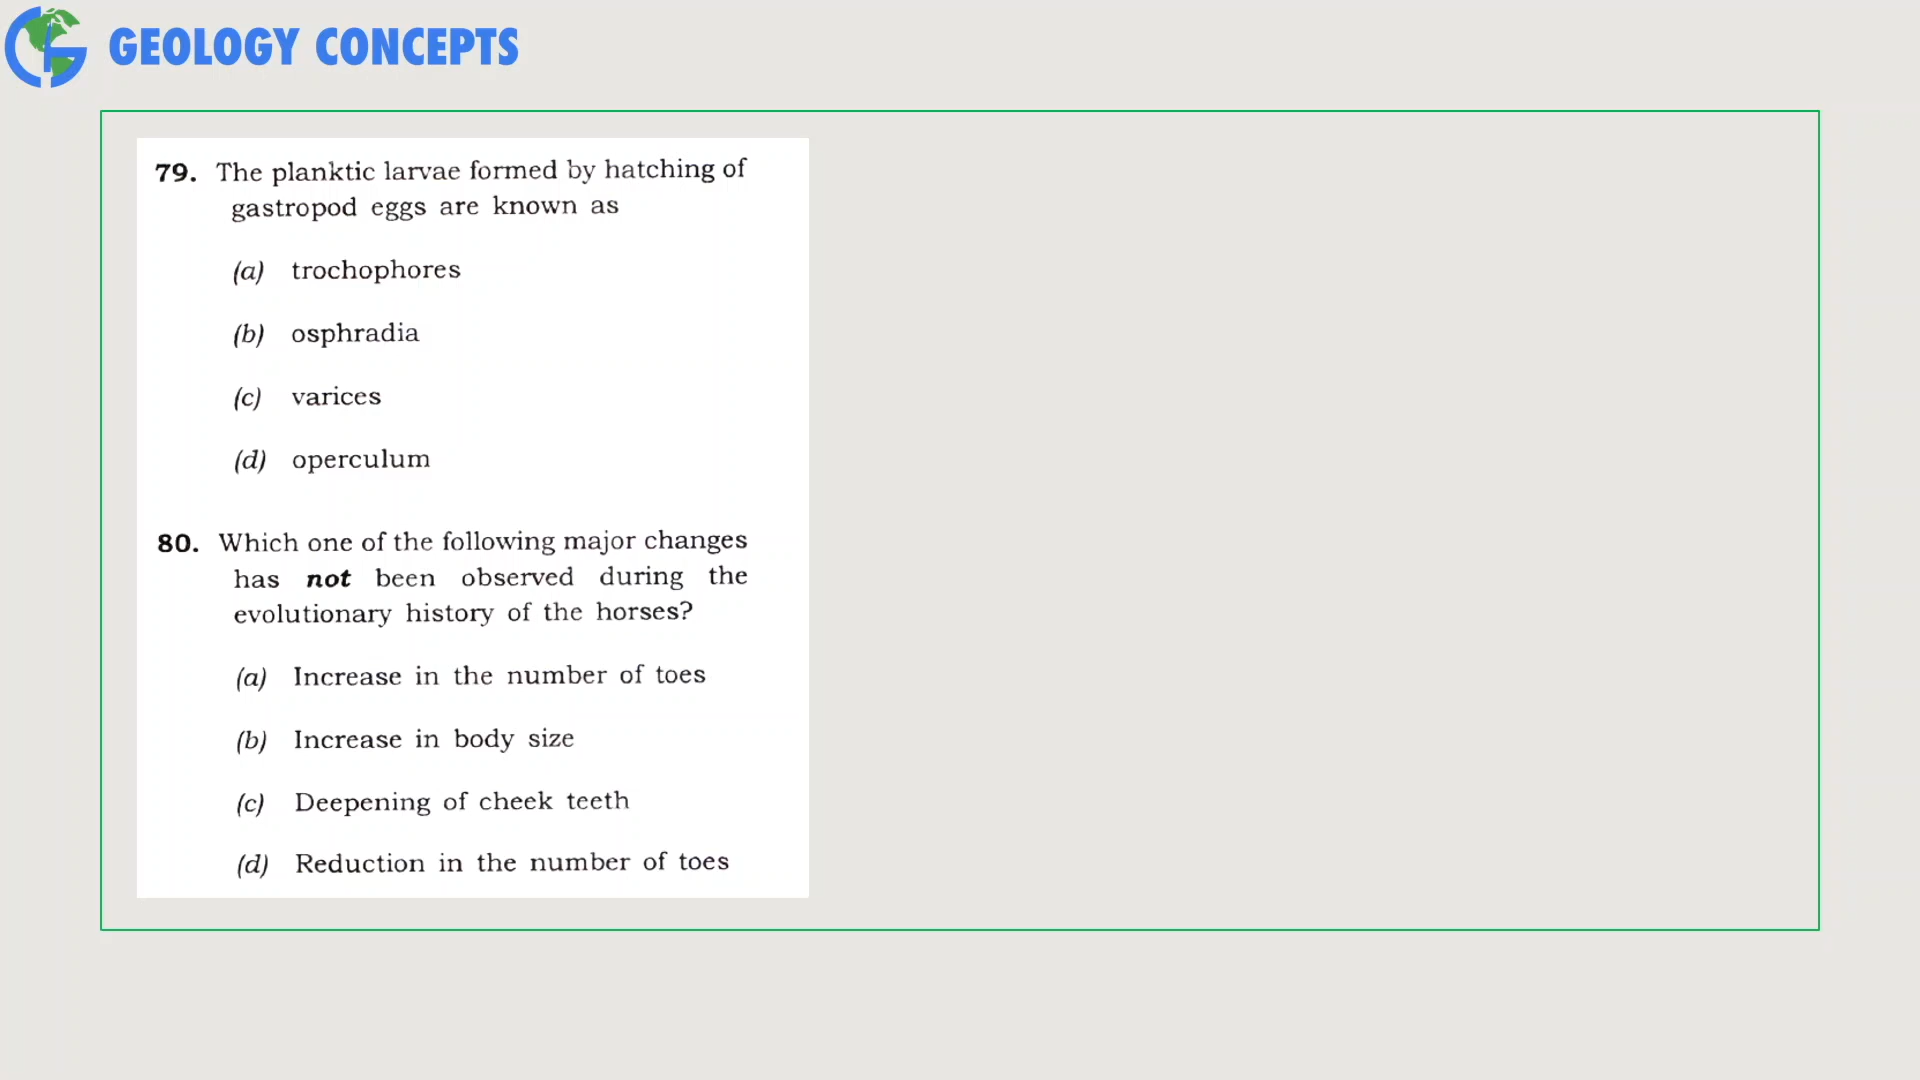 GEOLOGY CONCEPTS
79. The planktic larvae formed by hatching of
gastropod eggs are known as
(a) trochophores
(b) osphradia
(c) varices
(d) operculum
80. Which one of the following major changes
has not been observed during the
evolutionary history of the horses?
(a) Increase in the number of toes
(b) Increase in body size
(c) Deepening of cheek teeth
(d) Reduction in the number of toes